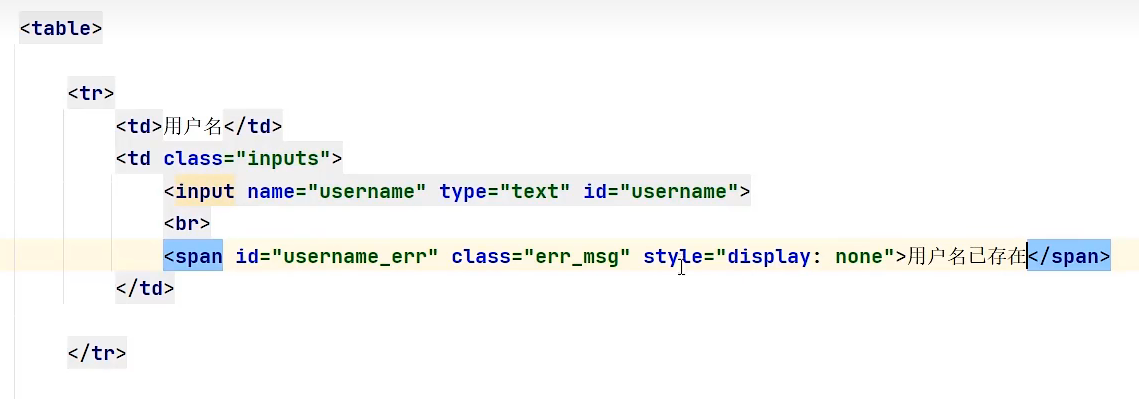 <table>
<tr>
<td>用户名</td>
<td class="inputs">
<input name="username" type="text" id="username">
<br>
<span id="username_err" class="err_msg" style="display: none">用户名已存在</span>
</td>
</tr>